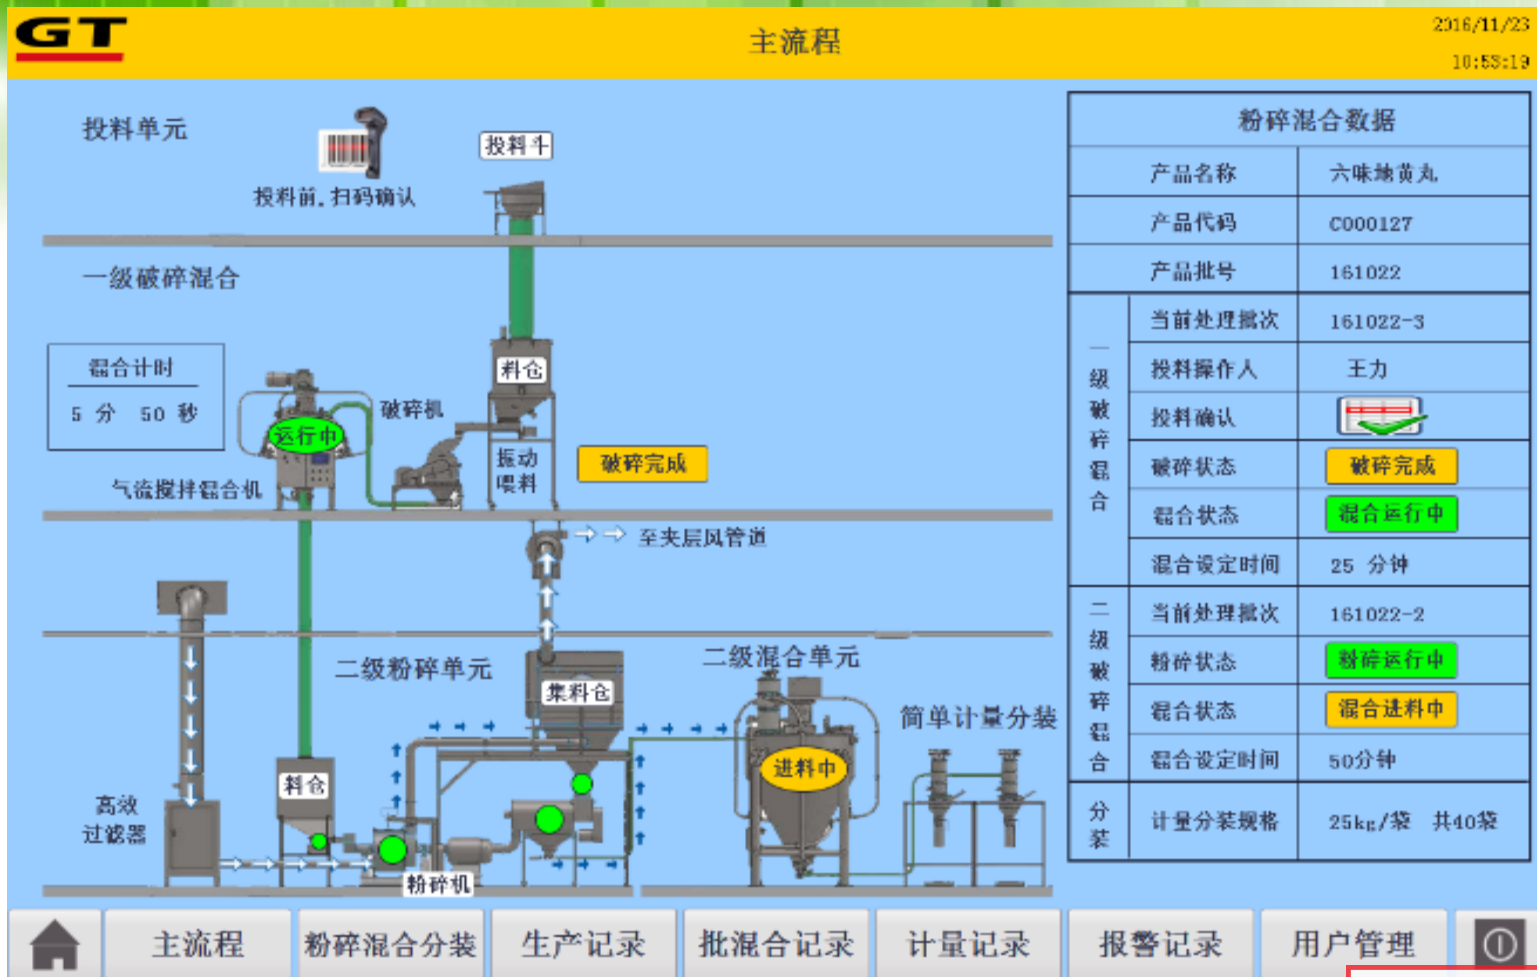 GT
主流程
2016/11/23
10:53:19
投料单元
投料前,扫码确认
投料斗
一级破碎混合
混合计时
5 分 50 秒
运行中
破碎机
料仓
振动
喂料
破碎完成
气流搅拌混合机
至夹层风管道
二级粉碎单元
集料仓
二级混合单元
简单计量分装
进料中
料仓
高效
过滤器
粉碎机
粉碎混合数据
产品名称 六味地黄丸
产品代码 C000127
产品批号 161022
一级破碎混合
当前处理批次 161022-3
投料操作人 王力
投料确认
破碎状态 破碎完成
混合状态 混合运行中
混合设定时间 25 分钟
二级破碎混合
当前处理批次 161022-2
粉碎状态 粉碎运行中
混合状态 混合进料中
混合设定时间 50分钟
分装
计量分装规格 25kg/袋 共40袋
主流程 粉碎混合分装 生产记录 批混合记录 计量记录 报警记录 用户管理